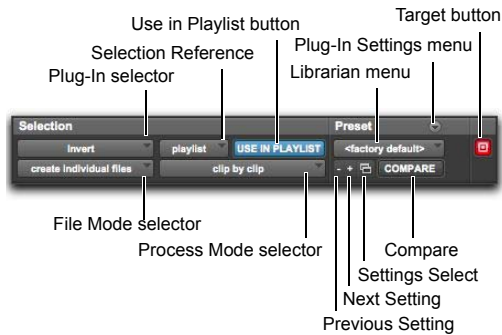 Use in Playlist button
Target button
Selection Reference
Plug-In Settings menu
Plug-In selector
Librarian menu
Selection
Preset
Invert
playlist
USE IN PLAYLIST
<factory default>
create individual files
clip by clip
- +
COMPARE
File Mode selector
Process Mode selector
Compare
Settings Select
Next Setting
Previous Setting